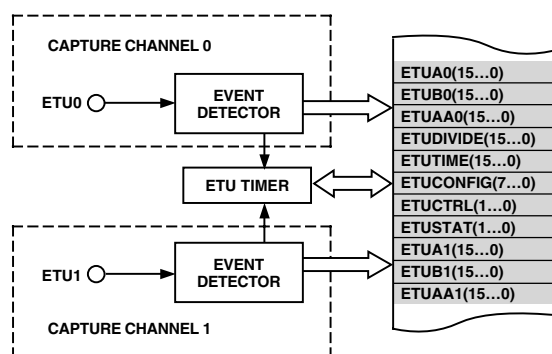 CAPTURE CHANNEL 0
ETU0
EVENT
DETECTOR
ETU TIMER
ETU1
EVENT
DETECTOR
CAPTURE CHANNEL 1
ETUA0(15...0)
ETUB0(15...0)
ETUAA0(15...0)
ETUDIVIDE(15...0)
ETUTIME(15...0)
ETUCONFIG(7...0)
ETUCTRL(1...0)
ETUSTAT(1...0)
ETUA1(15...0)
ETUB1(15...0)
ETUAA1(15...0)